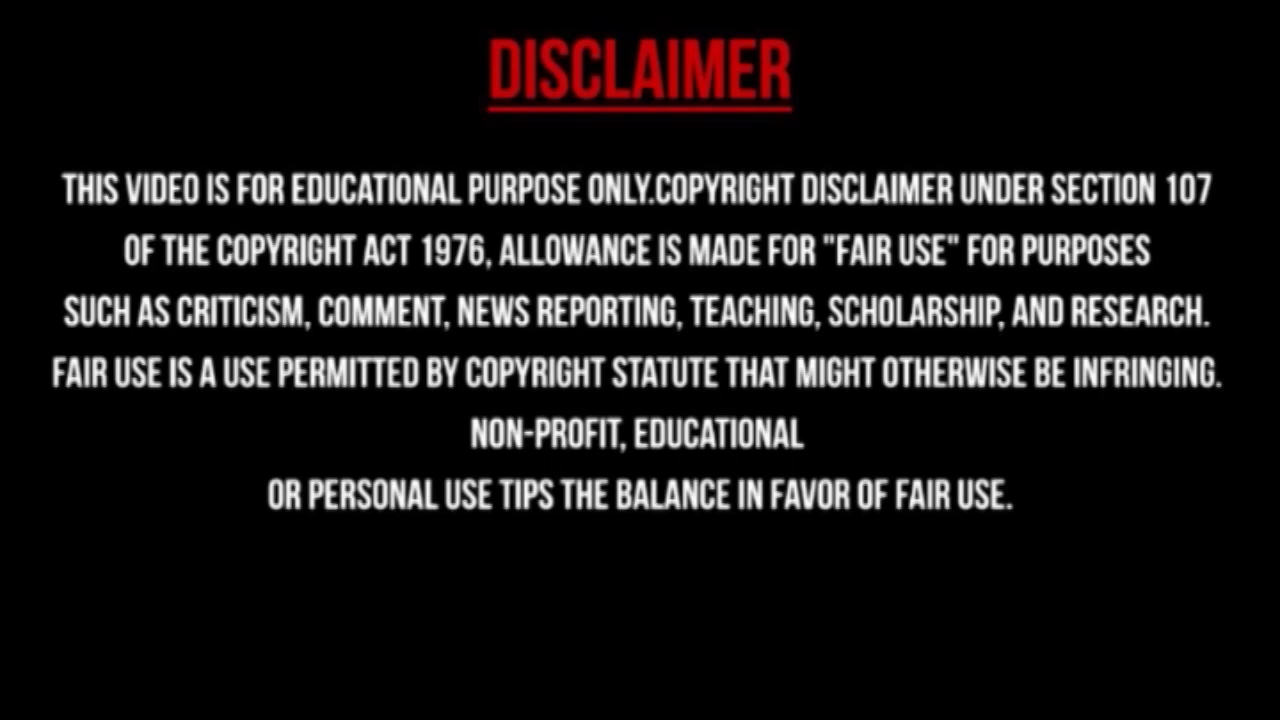 DISCLAIMER
THIS VIDEO IS FOR EDUCATIONAL PURPOSE ONLY.COPYRIGHT DISCLAIMER UNDER SECTION 107
OF THE COPYRIGHT ACT 1976, ALLOWANCE IS MADE FOR "FAIR USE" FOR PURPOSES
SUCH AS CRITICISM, COMMENT, NEWS REPORTING, TEACHING, SCHOLARSHIP, AND RESEARCH.
FAIR USE IS A USE PERMITTED BY COPYRIGHT STATUTE THAT MIGHT OTHERWISE BE INFRINGING.
NON-PROFIT, EDUCATIONAL
OR PERSONAL USE TIPS THE BALANCE IN FAVOR OF FAIR USE.